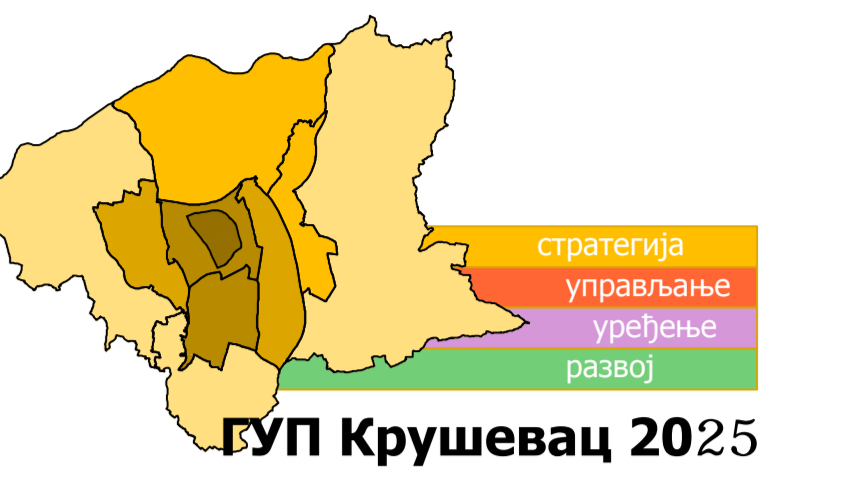 стратегија
управљање
уређење
развој
ГУП Крушевац 2025